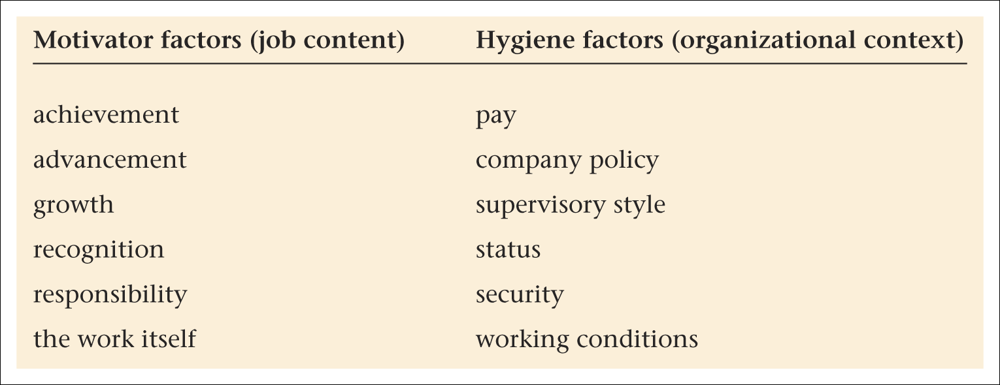 Motivator factors (job content) Hygiene factors (organizational context)
achievement pay
advancement company policy
growth supervisory style
recognition status
responsibility security
the work itself working conditions